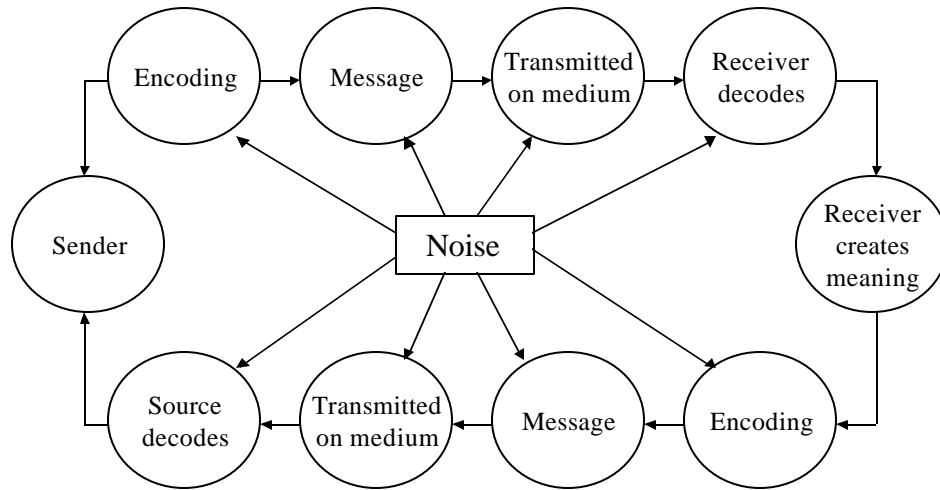 Encoding
Message
Transmitted
on medium
Receiver
decodes
Sender
Noise
Receiver
creates
meaning
Source
decodes
Transmitted
on medium
Message
Encoding